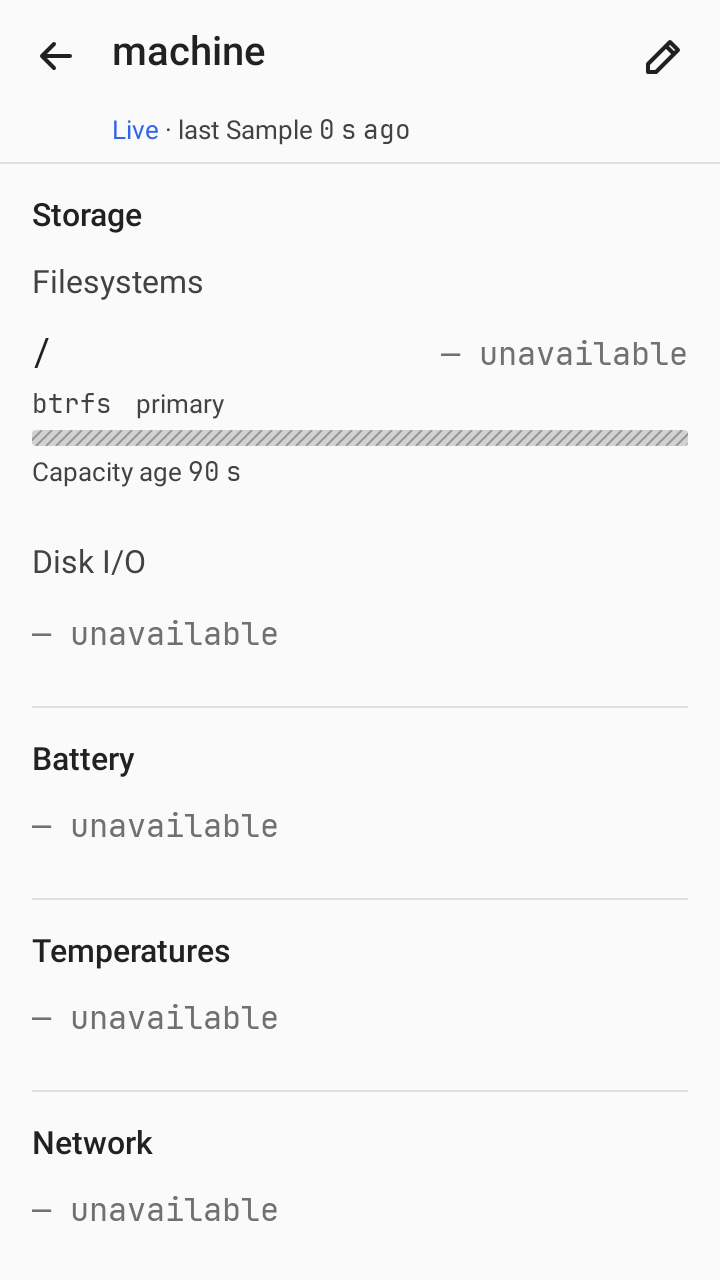 machine
Live · last Sample 0 s ago
Storage
Filesystems
/ — unavailable
btrfs primary
Capacity age 90 s
Disk I/O
— unavailable
Battery
— unavailable
Temperatures
— unavailable
Network
— unavailable